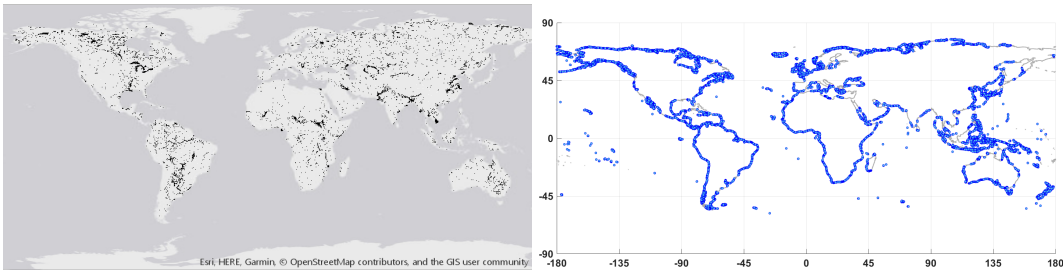 Esri, HERE, Garmin, © OpenStreetMap contributors, and the GIS user community
90
45
0
-45
-90
-180 -135 -90 -45 0 45 90 135 180